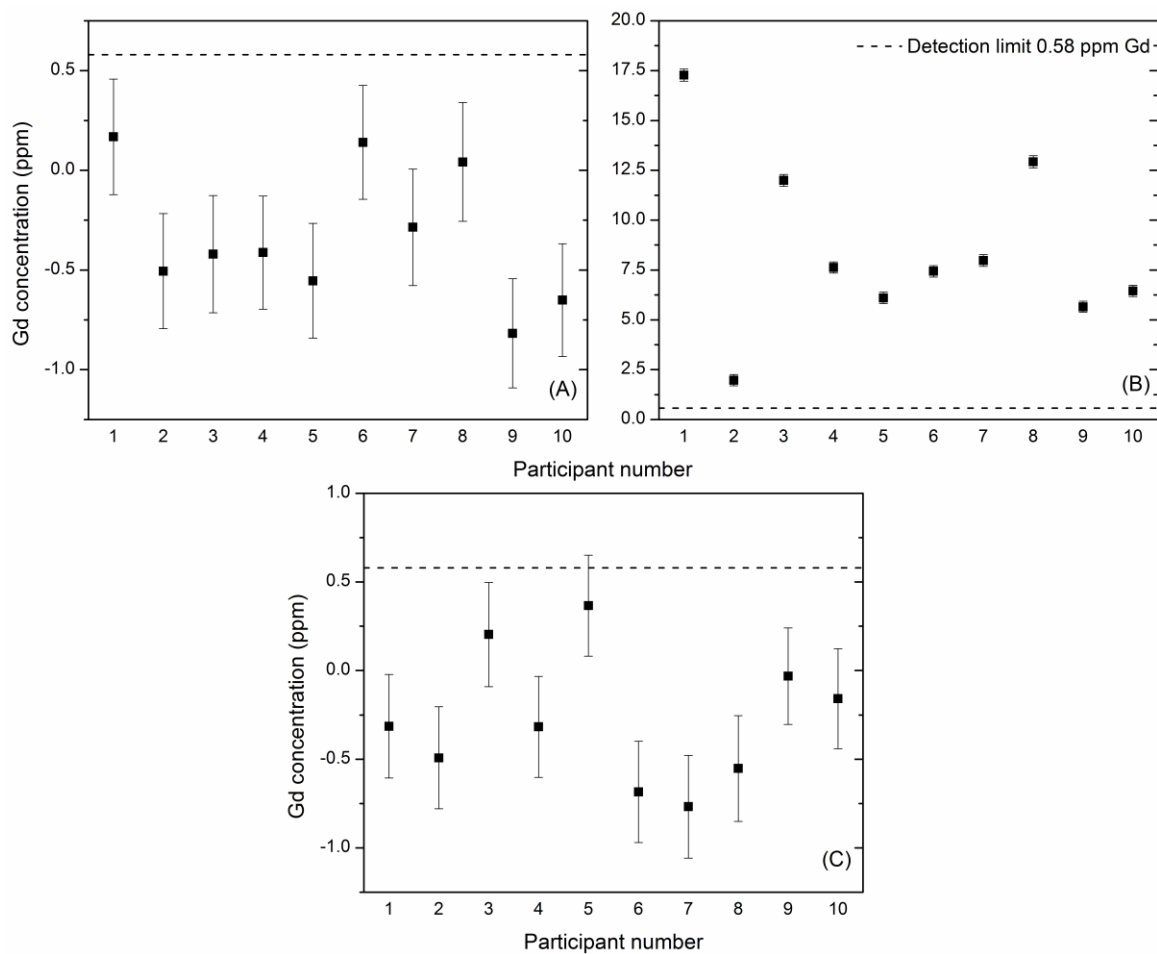 0.5
0.0
-0.5
-1.0
Gd concentration (ppm)
(A)
1 2 3 4 5 6 7 8 9 10
20.0
17.5
15.0
12.5
10.0
7.5
5.0
2.5
0.0
Detection limit 0.58 ppm Gd
(B)
1 2 3 4 5 6 7 8 9 10
Participant number
1.0
0.5
0.0
-0.5
-1.0
Gd concentration (ppm)
(C)
1 2 3 4 5 6 7 8 9 10
Participant number